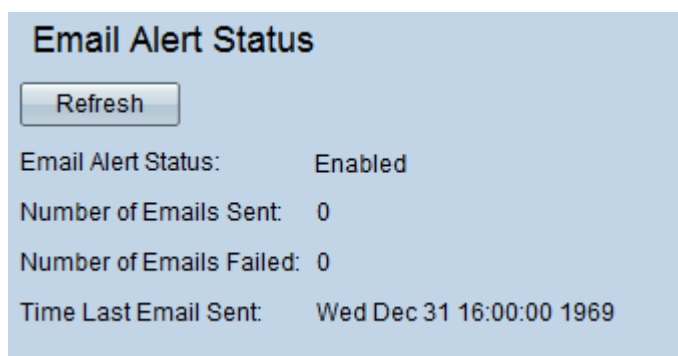 Email Alert Status
Refresh
Email Alert Status: Enabled
Number of Emails Sent: 0
Number of Emails Failed: 0
Time Last Email Sent: Wed Dec 31 16:00:00 1969